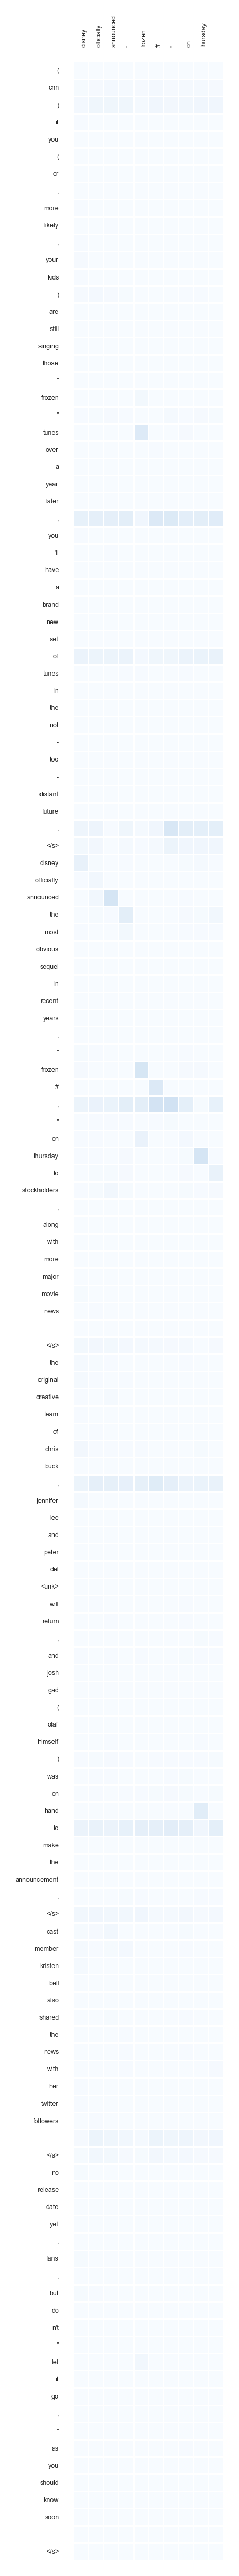 disney
officially
announced
"
frozen
#
"
on
thursday
(
cnn
)
if
you
(
or
,
more
likely
,
your
kids
)
are
still
singing
those
"
frozen
"
tunes
over
a
year
later
,
you
'll
have
a
brand
new
set
of
tunes
in
the
not
-
too
-
distant
future
.
</s>
disney
officially
announced
the
most
obvious
sequel
in
recent
years
,
"
frozen
#
,
"
on
thursday
to
stockholders
,
along
with
more
major
movie
news
.
</s>
the
original
creative
team
of
chris
buck
,
jennifer
lee
and
peter
del
<unk>
will
return
,
and
josh
gad
(
olaf
himself
)
was
on
hand
to
make
the
announcement
.
</s>
cast
member
kristen
bell
also
shared
the
news
with
her
twitter
followers
.
</s>
no
release
date
yet
,
fans
,
but
do
n't
"
let
it
go
,
"
as
you
should
know
soon
.
</s>